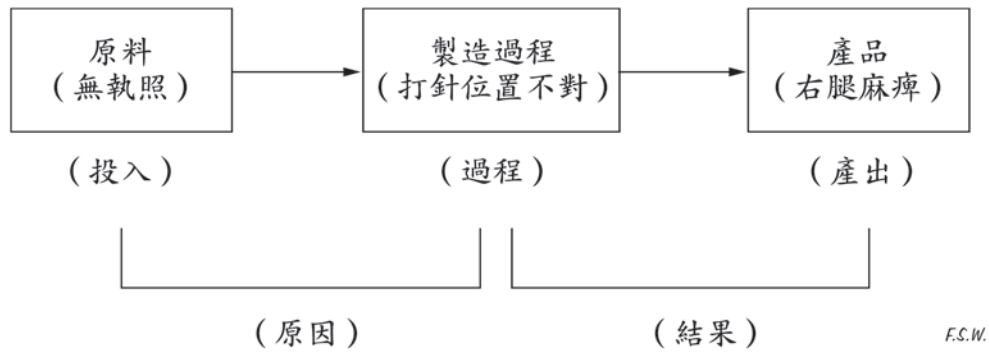 原料
(無執照)
製造過程
(打針位置不對)
產品
(右腿麻痺)
(投入)
(過程)
(產出)
(原因)
(結果)
F.S.W.